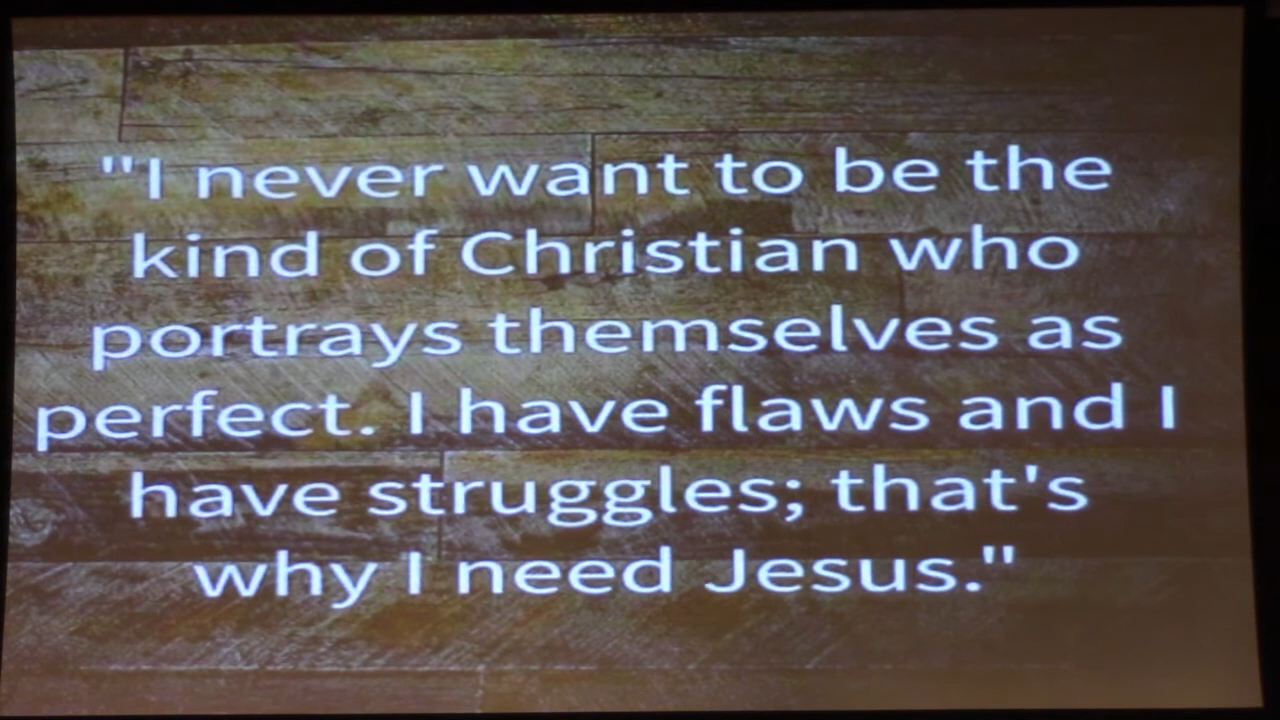 "I never want to be the
kind of Christian who
portrays themselves as
perfect. I have flaws and I
have struggles; that's
why I need Jesus."